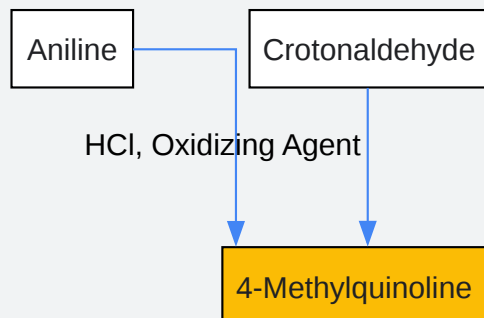 Aniline
Crotonaldehyde
HCl, Oxidizing Agent
4-Methylquinoline